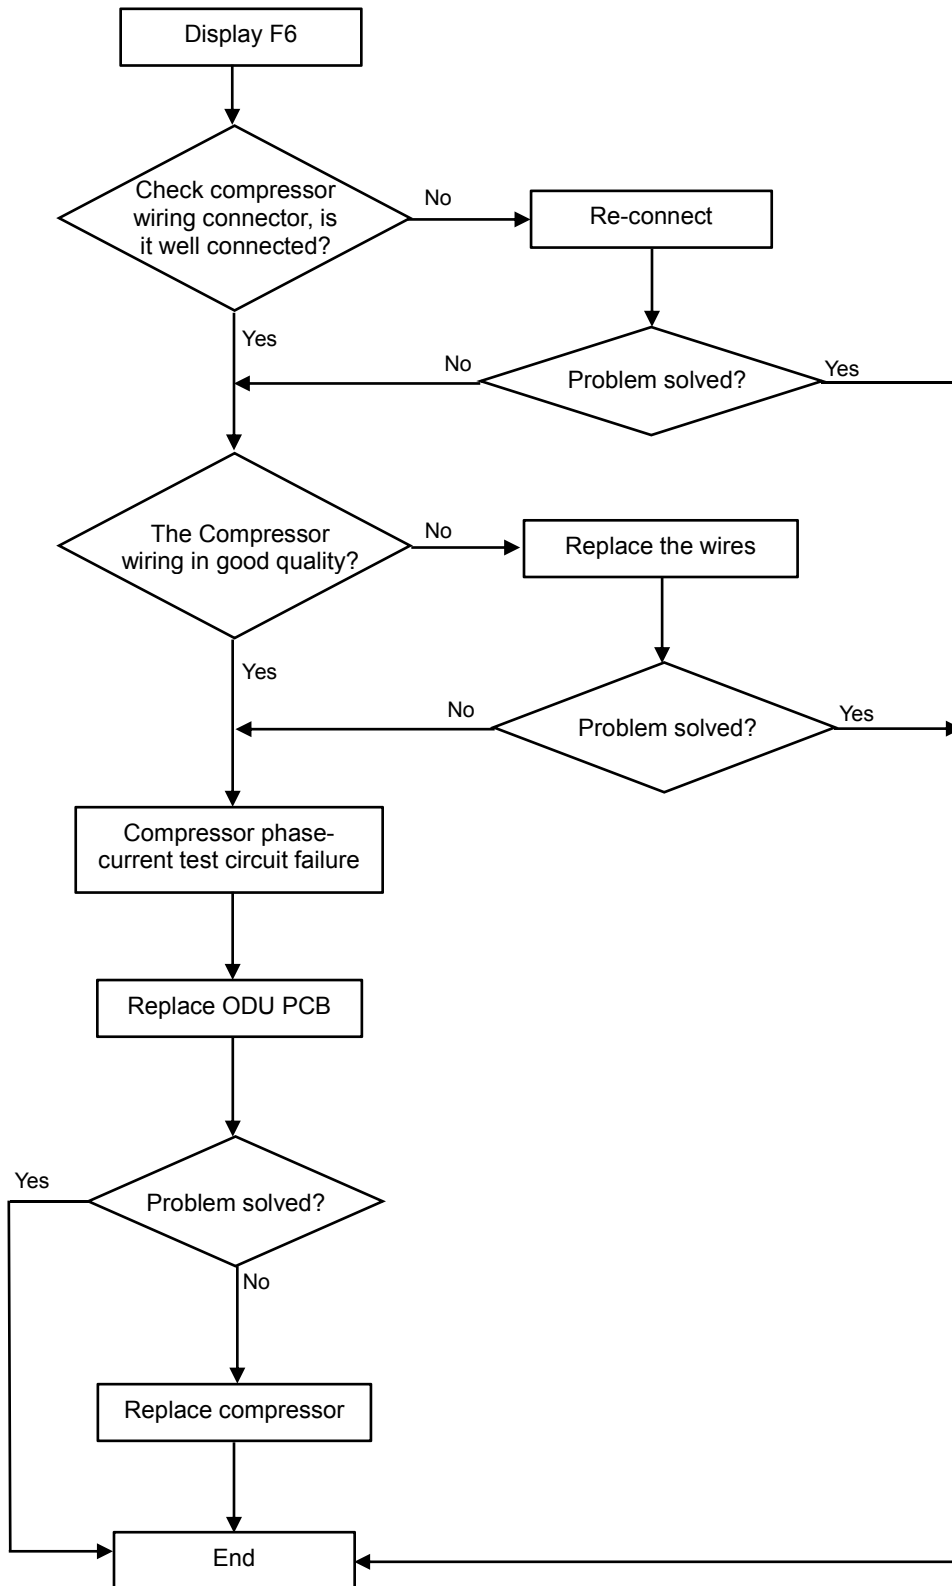 Display F6
Check compressor
wiring connector, is
it well connected?
No
Re-connect
Yes
No
Problem solved?
Yes
The Compressor
wiring in good quality?
No
Replace the wires
Yes
No
Problem solved?
Yes
Compressor phase-
current test circuit failure
Replace ODU PCB
Yes
Problem solved?
No
Replace compressor
End